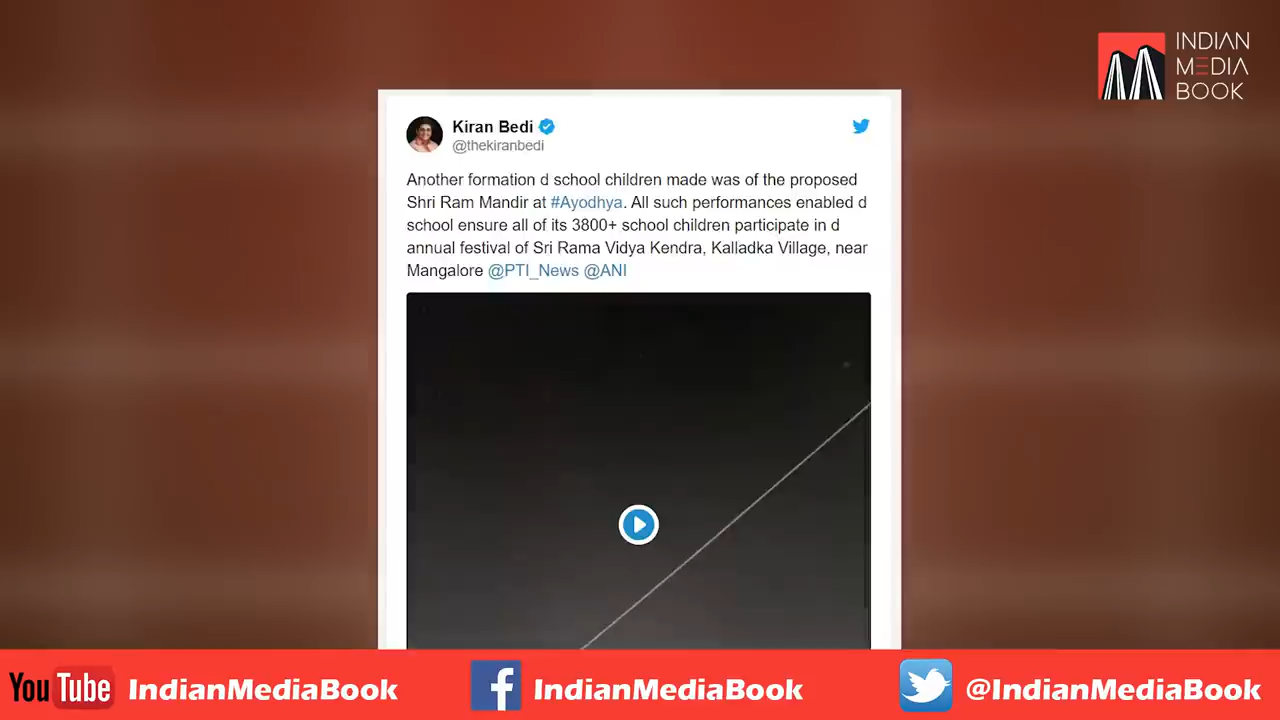 INDIAN
MEDIA
BOOK
Kiran Bedi
@thekiranbedi
Another formation d school children made was of the proposed
Shri Ram Mandir at #Ayodhya. All such performances enabled d
school ensure all of its 3800+ school children participate in d
annual festival of Sri Rama Vidya Kendra, Kalladka Village, near
Mangalore @PTI_News @ANI
YouTube IndianMediaBook
f IndianMediaBook
@IndianMediaBook